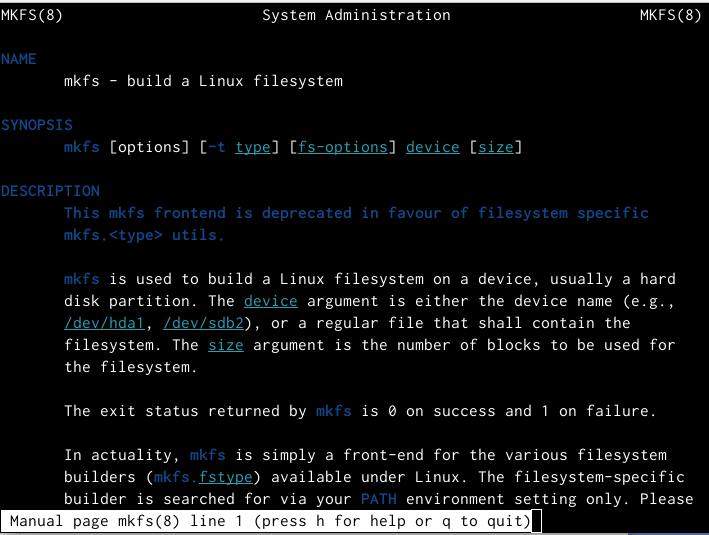 MKFS(8) System Administration MKFS(8)
NAME
mkfs - build a Linux filesystem
SYNOPSIS
mkfs [options] [-t type] [fs-options] device [size]
DESCRIPTION
This mkfs frontend is deprecated in favour of filesystem specific
mkfs.<type> utils.
mkfs is used to build a Linux filesystem on a device, usually a hard
disk partition. The device argument is either the device name (e.g.,
/dev/hda1, /dev/sdb2), or a regular file that shall contain the
filesystem. The size argument is the number of blocks to be used for
the filesystem.
The exit status returned by mkfs is 0 on success and 1 on failure.
In actuality, mkfs is simply a front-end for the various filesystem
builders (mkfs.fstype) available under Linux. The filesystem-specific
builder is searched for via your PATH environment setting only. Please
Manual page mkfs(8) line 1 (press h for help or q to quit)